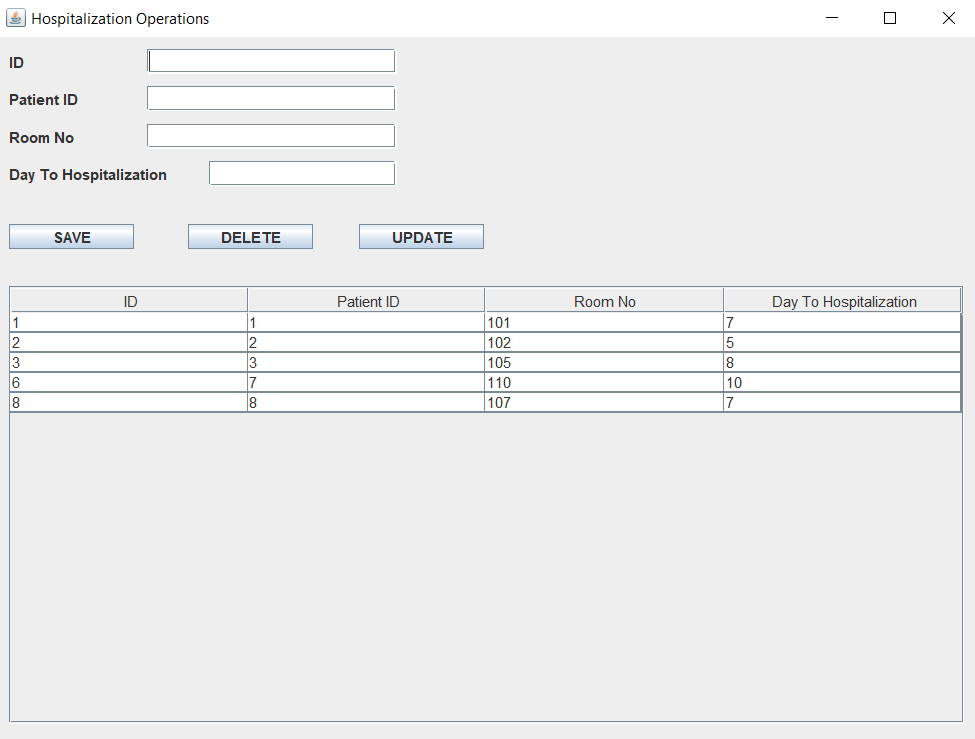 Hospitalization Operations
ID
Patient ID
Room No
Day To Hospitalization
SAVE DELETE UPDATE
ID Patient ID Room No Day To Hospitalization
1 1 101 7
2 2 102 5
3 3 105 8
6 7 110 10
8 8 107 7